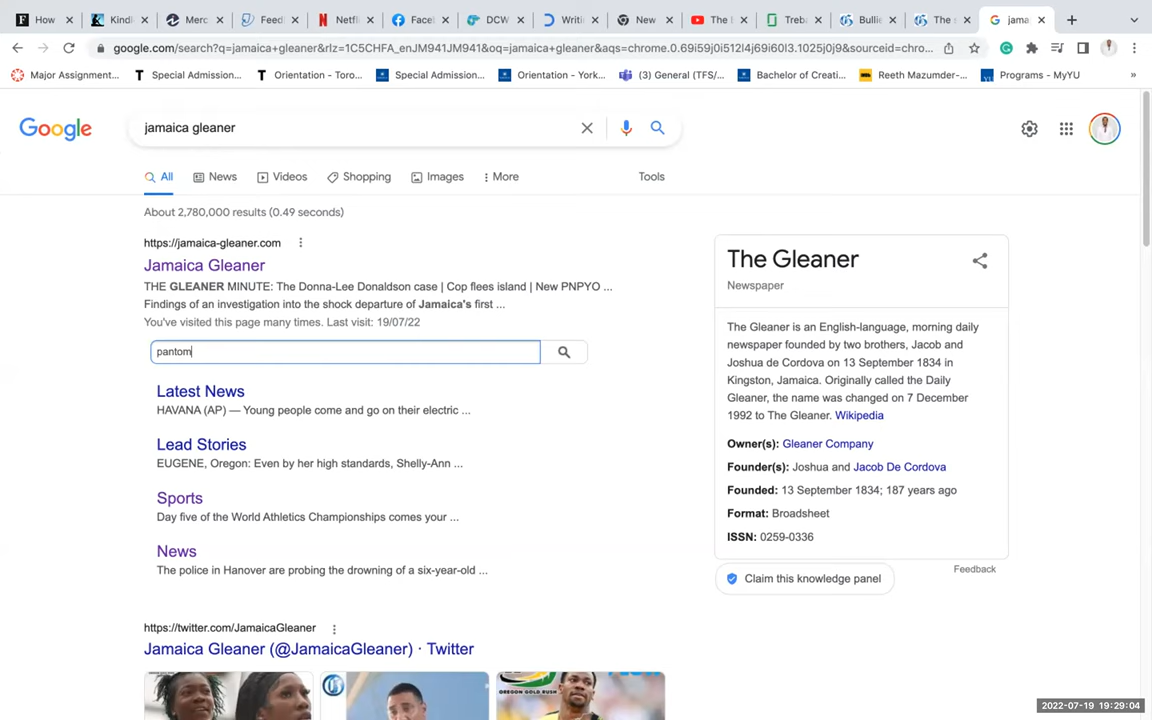 How
Kindl
Merc
Feedl
Netfl
Facel
DCW
Writi
New
The
Treba
Bullie
The s
jama
google.com/search?q=jamaica+gleaner&rlz=1C5CHFA_enJM941JM941&oq=jamaica+gleaner&aqs=chrome.0.69i59j0i512l4j69i60l3.1025j0j9&sourceid=chro...
Major Assignment...
Special Admission...
Orientation - Toro...
Special Admission...
Orientation - York...
(3) General (TFS/...
Bachelor of Creati...
Reeth Mazumder-...
Programs - MyYU
»
Google
jamaica gleaner
All
News
Videos
Shopping
Images
More
Tools
About 2,780,000 results (0.49 seconds)
https://jamaica-gleaner.com
Jamaica Gleaner
THE GLEANER MINUTE: The Donna-Lee Donaldson case | Cop flees island | New PNPYO ...
Findings of an investigation into the shock departure of Jamaica's first ...
You've visited this page many times. Last visit: 19/07/22
pantom
Latest News
HAVANA (AP) — Young people come and go on their electric ...
Lead Stories
EUGENE, Oregon: Even by her high standards, Shelly-Ann ...
Sports
Day five of the World Athletics Championships comes your ...
News
The police in Hanover are probing the drowning of a six-year-old ...
https://twitter.com/JamaicaGleaner
Jamaica Gleaner (@JamaicaGleaner) · Twitter
OREGON GOLD RUSH
The Gleaner
Newspaper
The Gleaner is an English-language, morning daily
newspaper founded by two brothers, Jacob and
Joshua de Cordova on 13 September 1834 in
Kingston, Jamaica. Originally called the Daily
Gleaner, the name was changed on 7 December
1992 to The Gleaner. Wikipedia
Owner(s): Gleaner Company
Founder(s): Joshua and Jacob De Cordova
Founded: 13 September 1834; 187 years ago
Format: Broadsheet
ISSN: 0259-0336
Feedback
Claim this knowledge panel
2022-07-19 19:29:04